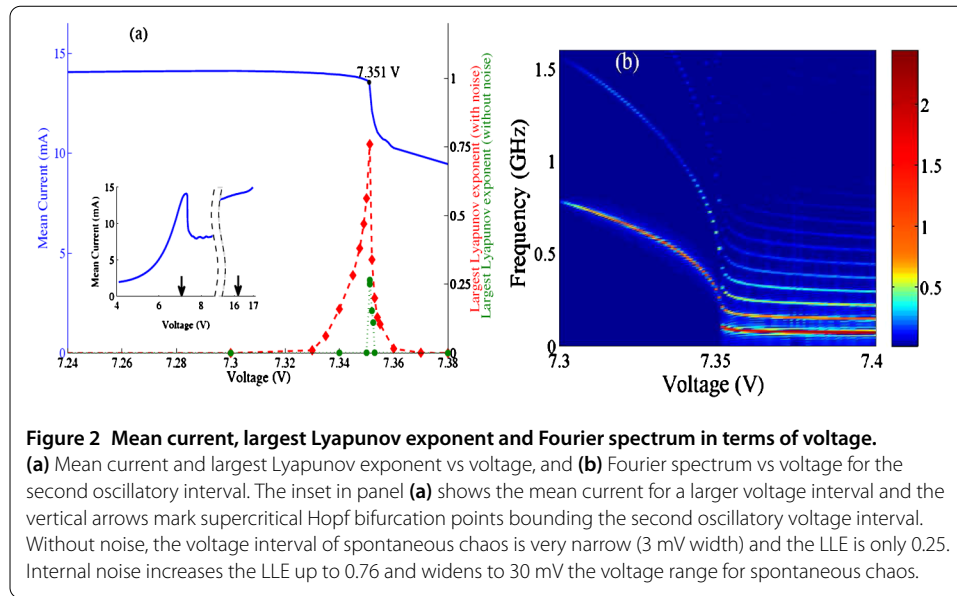 (a)
15
10
5
0
Mean Current (mA)
7.351 V
1
0.75
0.5
0.25
0
Largest Lyapunov exponent (with noise)
Largest Lyapunov exponent (without noise)
7.24
7.26
7.28
7.3
7.32
7.34
7.36
7.38
Voltage (V)
15
10
5
0
Mean Current (mA)
4
6
8
16
17
Voltage (V)
(b)
1.5
1
0.5
0
Frequency (GHz)
7.3
7.35
7.4
Voltage (V)
2
1.5
1
0.5
Figure 2 Mean current, largest Lyapunov exponent and Fourier spectrum in terms of voltage.
(a) Mean current and largest Lyapunov exponent vs voltage, and (b) Fourier spectrum vs voltage for the
second oscillatory interval. The inset in panel (a) shows the mean current for a larger voltage interval and the
vertical arrows mark supercritical Hopf bifurcation points bounding the second oscillatory voltage interval.
Without noise, the voltage interval of spontaneous chaos is very narrow (3 mV width) and the LLE is only 0.25.
Internal noise increases the LLE up to 0.76 and widens to 30 mV the voltage range for spontaneous chaos.